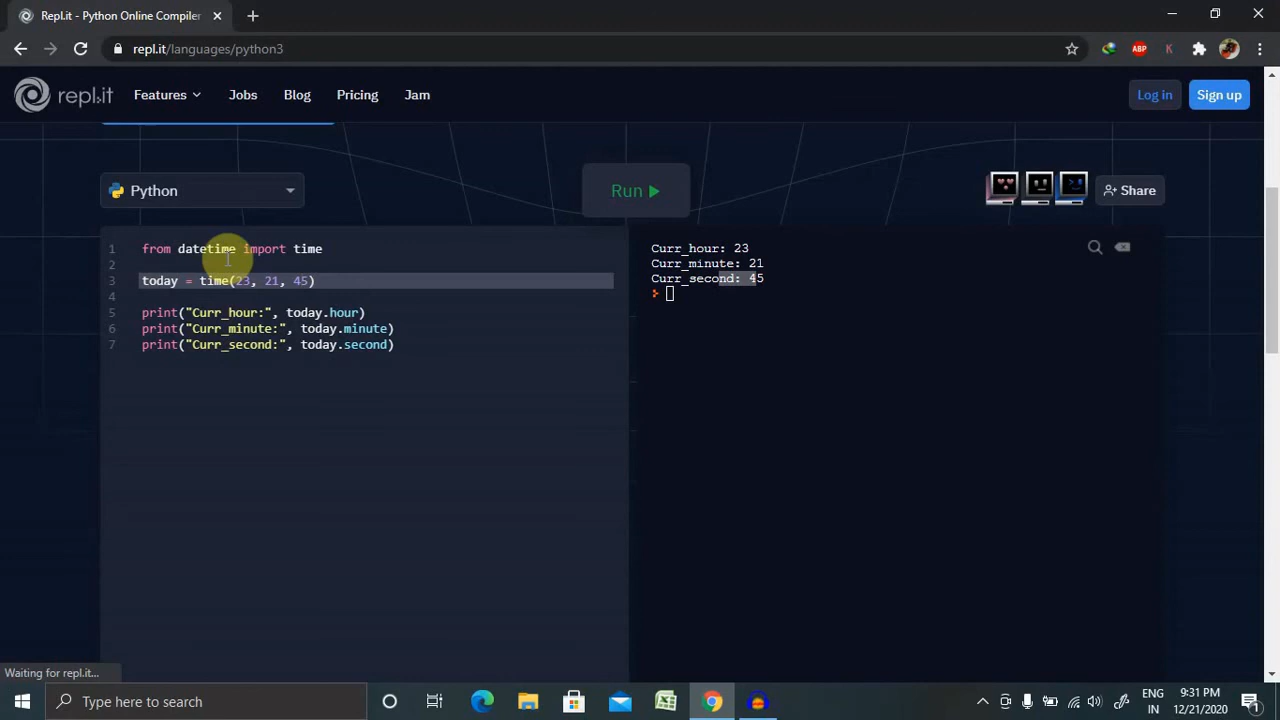 Repl.it - Python Online Compiler
repl.it/languages/python3
ABP
K
repl.it
Features
Jobs
Blog
Pricing
Jam
Log in
Sign up
Python
Run
Share
1 from datetime import time
2
3 today = time(23, 21, 45)
4
5 print("Curr_hour:", today.hour)
6 print("Curr_minute:", today.minute)
7 print("Curr_second:", today.second)
Curr_hour: 23
Curr_minute: 21
Curr_second: 45
Waiting for repl.it...
Type here to search
ENG
IN
9:31 PM
12/21/2020
1